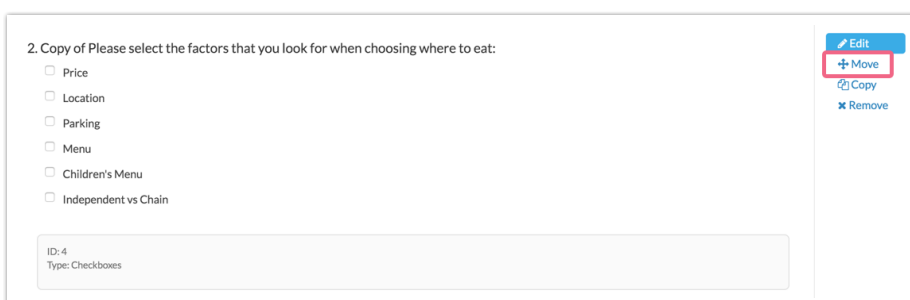 2. Copy of Please select the factors that you look for when choosing where to eat:
Price
Location
Parking
Menu
Children's Menu
Independent vs Chain
ID: 4
Type: Checkboxes
Edit
Move
Copy
Remove